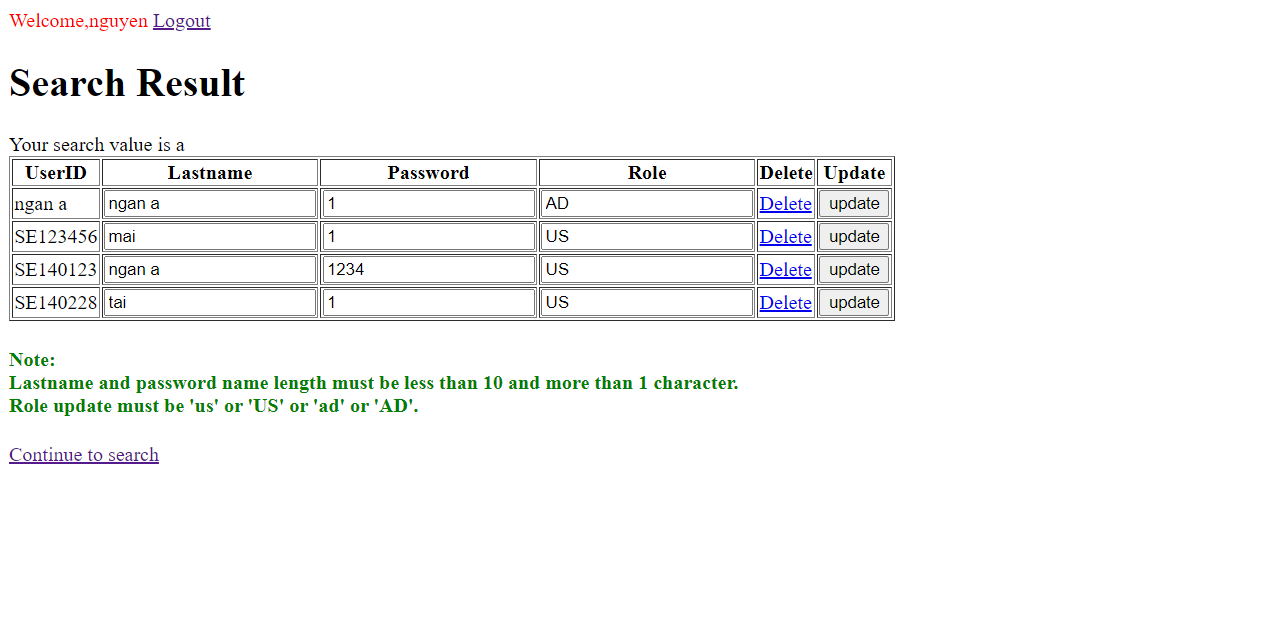 Welcome,nguyen Logout
Search Result
Your search value is a
UserID Lastname Password Role Delete Update
ngan a ngan a 1 AD Delete update
SE123456 mai 1 US Delete update
SE140123 ngan a 1234 US Delete update
SE140228 tai 1 US Delete update
Note:
Lastname and password name length must be less than 10 and more than 1 character.
Role update must be 'us' or 'US' or 'ad' or 'AD'.
Continue to search